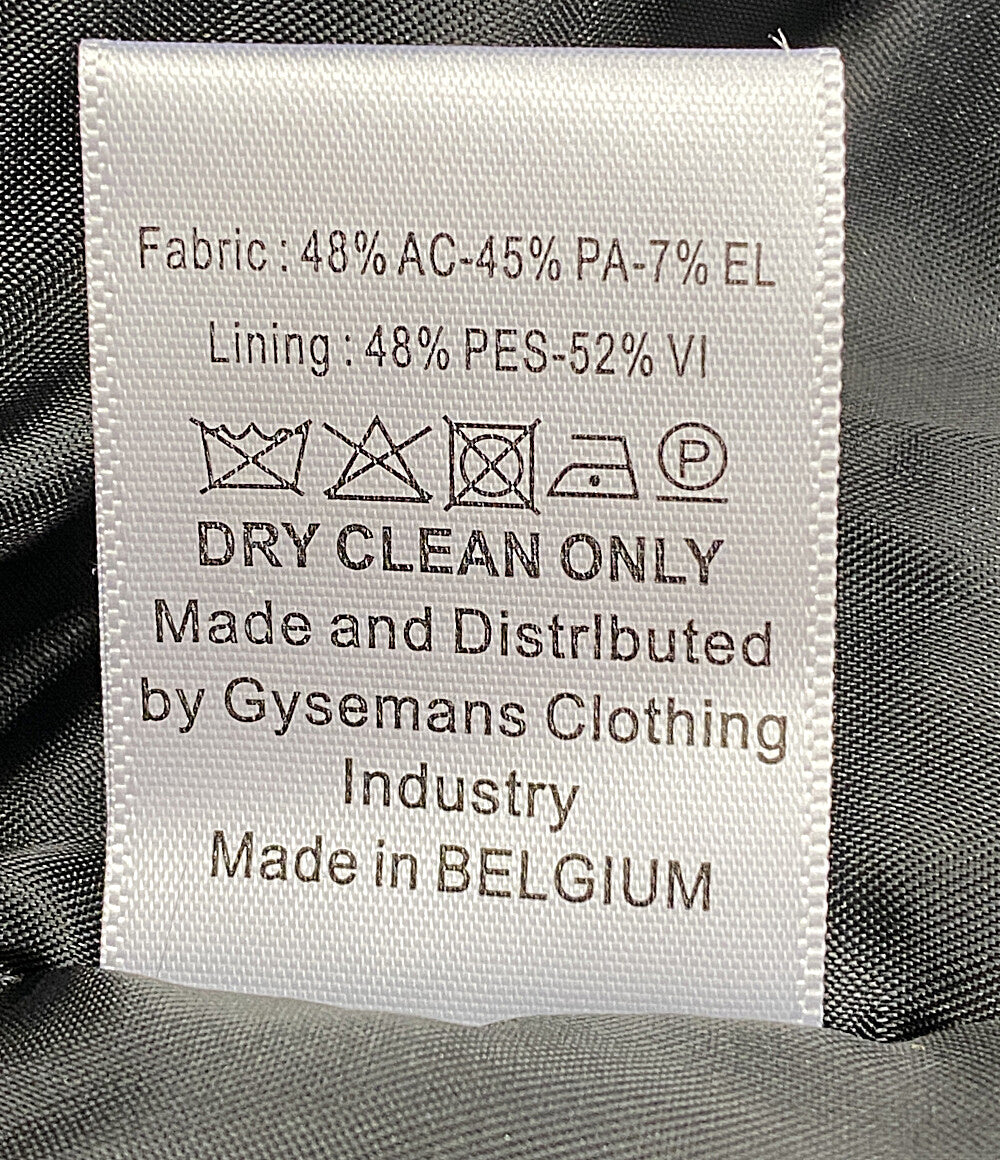 Fabric : 48% AC-45% PA-7% EL
Lining : 48% PES-52% VI
P
DRY CLEAN ONLY
Made and DistrIbuted
by Gysemans Clothing
Industry
Made in BELGIUM